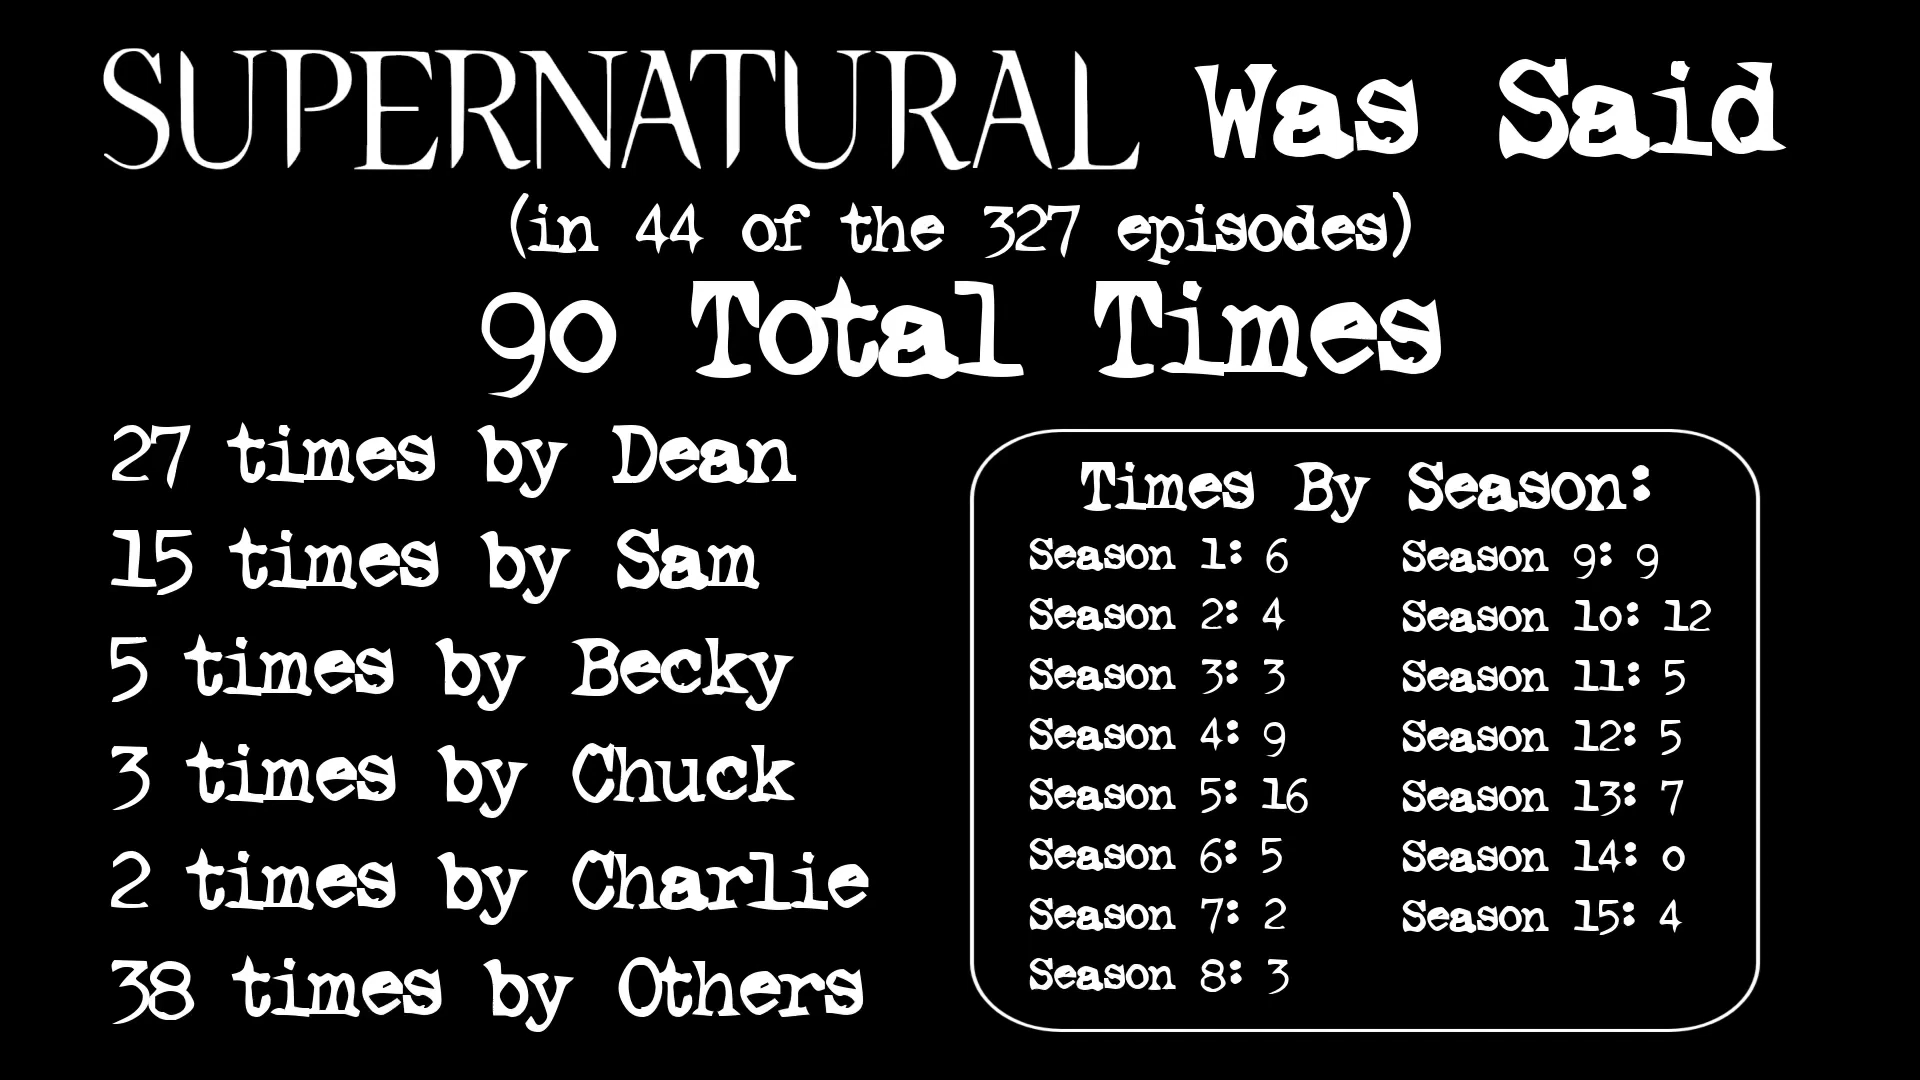 SUPERNATURAL Was Said
(in 44 of the 327 episodes)
90 Total Times
27 times by Dean
15 times by Sam
5 times by Becky
3 times by Chuck
2 times by Charlie
38 times by Others
Times By Season:
Season 1: 6
Season 2: 4
Season 3: 3
Season 4: 9
Season 5: 16
Season 6: 5
Season 7: 2
Season 8: 3
Season 9: 9
Season 10: 12
Season 11: 5
Season 12: 5
Season 13: 7
Season 14: 0
Season 15: 4